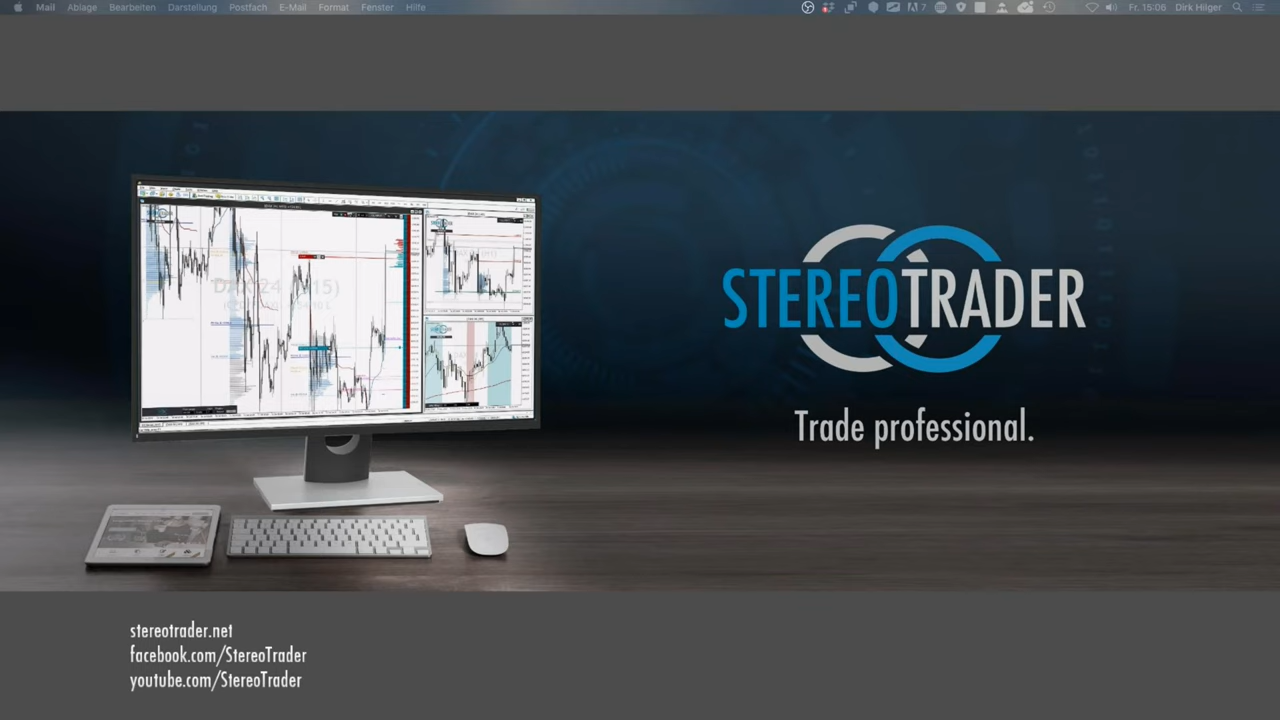 Mail Ablage Bearbeiten Darstellung Postfach E-Mail Format Fenster Hilfe
7 Fr. 15:06 Dirk Hilger
STEREOTRADER
Trade professional.
stereotrader.net
facebook.com/StereoTrader
youtube.com/StereoTrader